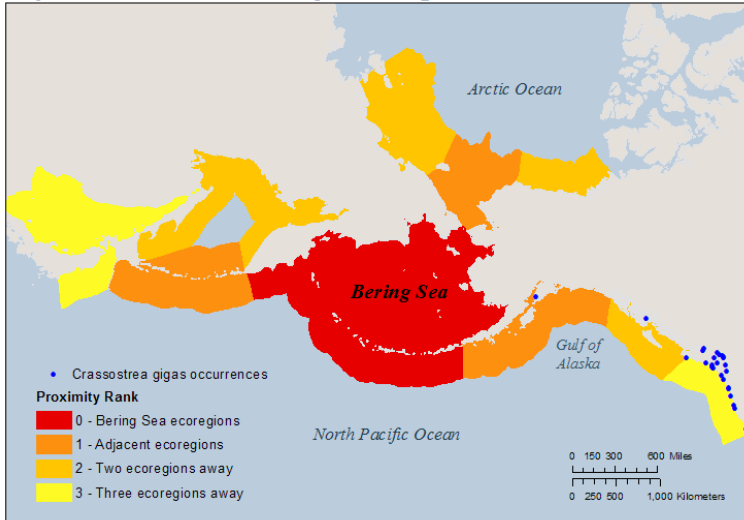 Arctic Ocean
Bering Sea
Gulf of
Alaska
North Pacific Ocean
Crassostrea gigas occurrences
Proximity Rank
0 - Bering Sea ecoregions
1 - Adjacent ecoregions
2 - Two ecoregions away
3 - Three ecoregions away
0 150 300 600 Miles
0 250 500 1,000 Kilometers